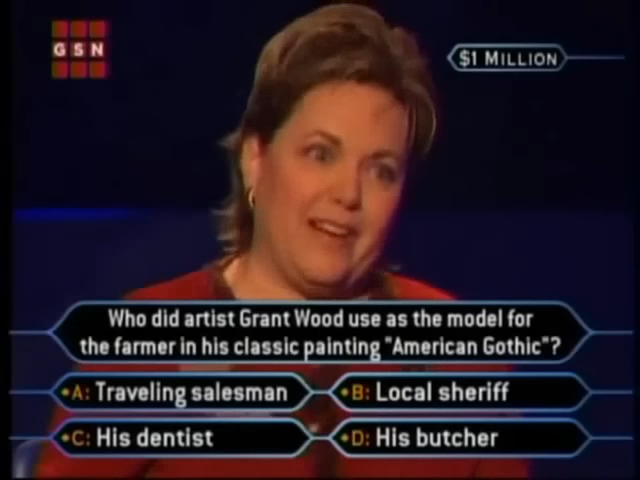 GSN
$1 MILLION
Who did artist Grant Wood use as the model for
the farmer in his classic painting "American Gothic"?
A: Traveling salesman
B: Local sheriff
C: His dentist
D: His butcher